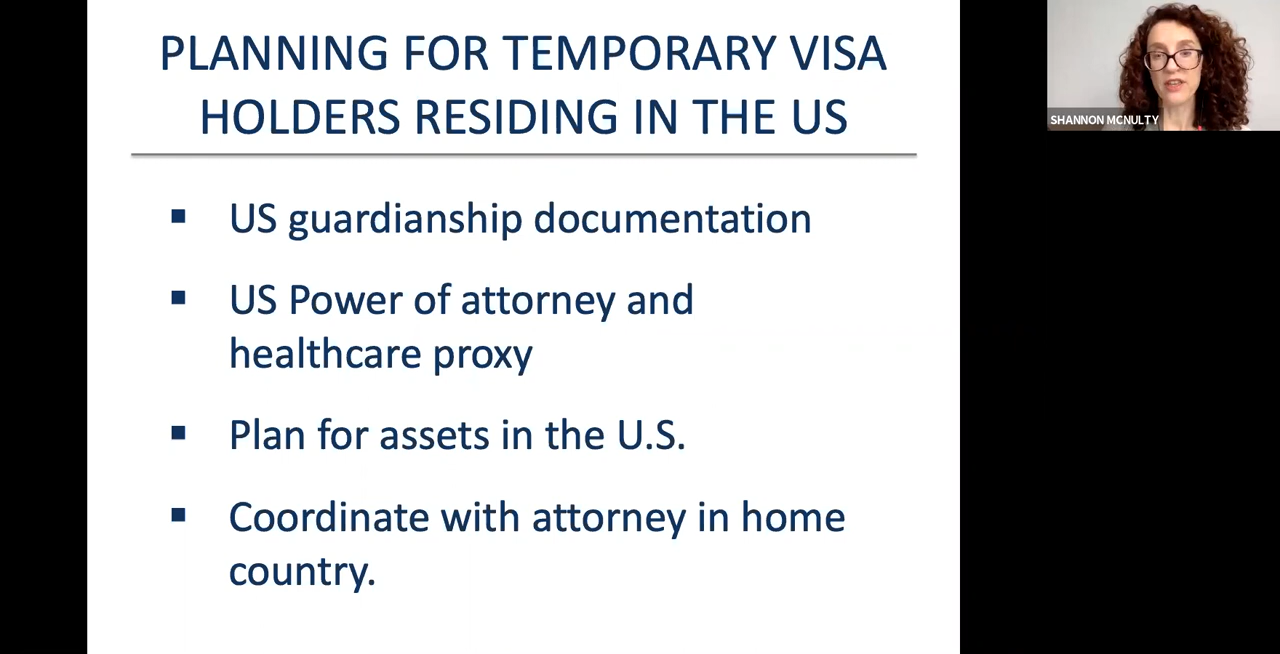 PLANNING FOR TEMPORARY VISA
HOLDERS RESIDING IN THE US
▪ US guardianship documentation
▪ US Power of attorney and
healthcare proxy
▪ Plan for assets in the U.S.
▪ Coordinate with attorney in home
country.
SHANNON MCNULTY